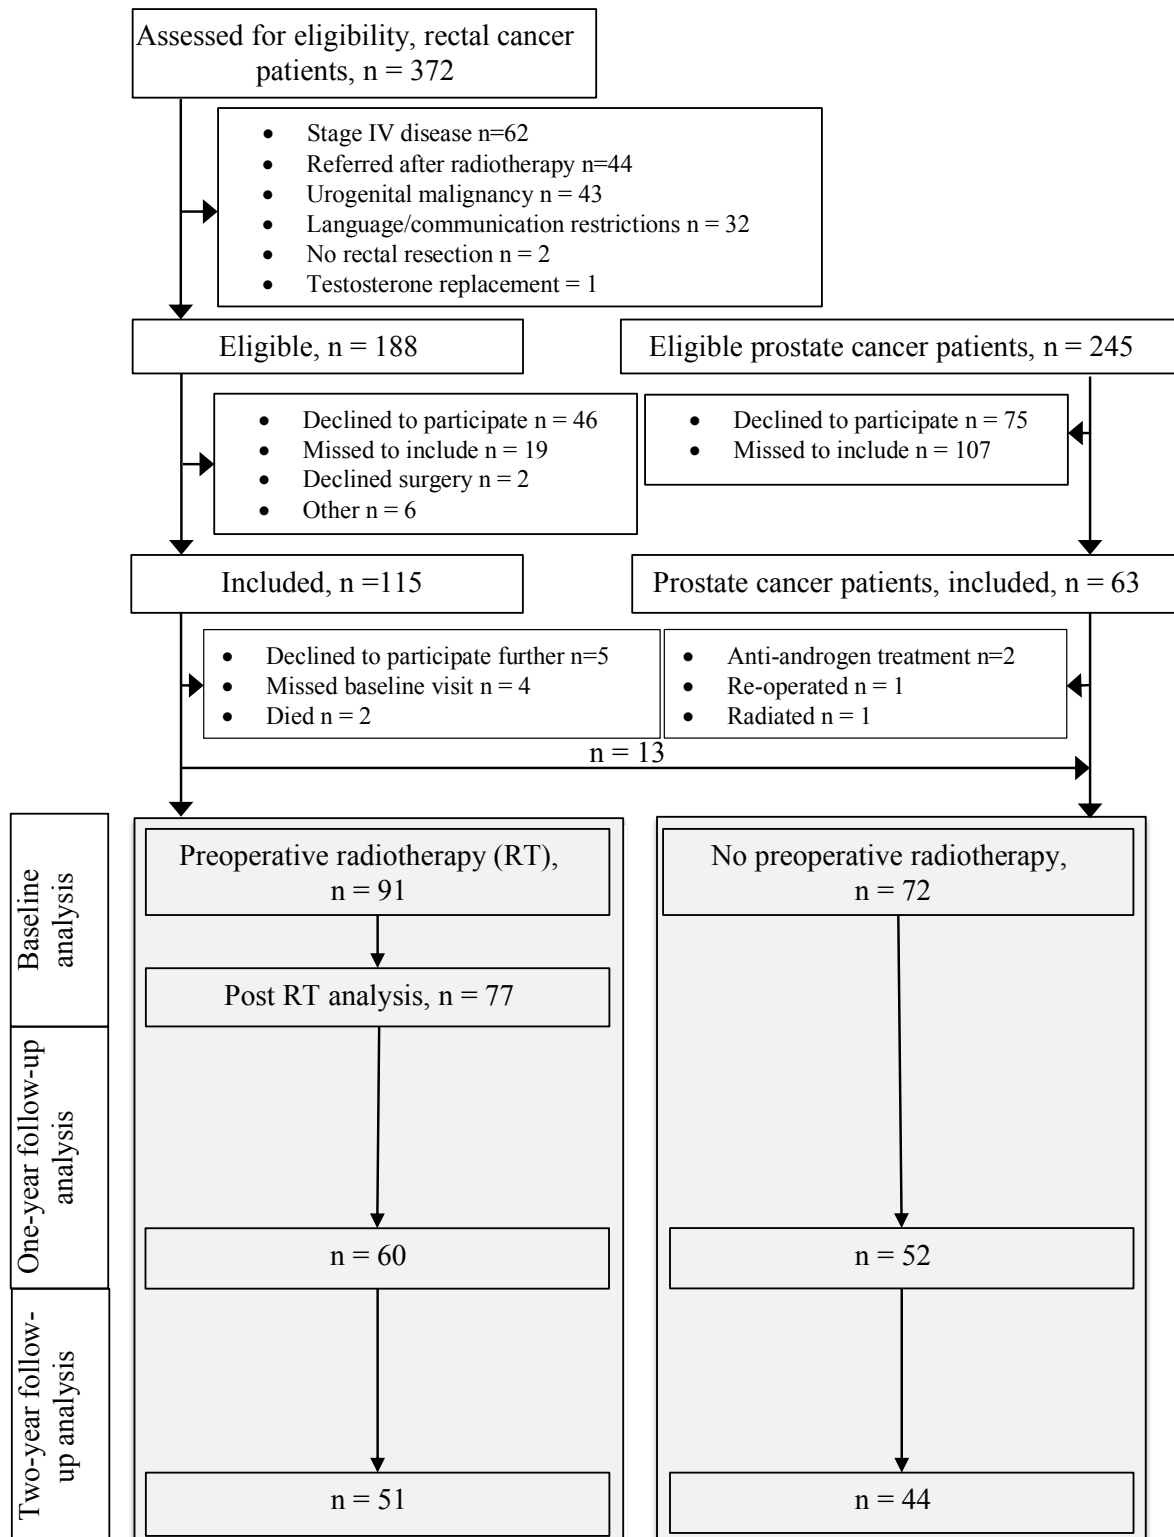 Assessed for eligibility, rectal cancer
patients, n = 372
• Stage IV disease n=62
• Referred after radiotherapy n=44
• Urogenital malignancy n = 43
• Language/communication restrictions n = 32
• No rectal resection n = 2
• Testosterone replacement = 1
Eligible, n = 188
Eligible prostate cancer patients, n = 245
• Declined to participate n = 46
• Missed to include n = 19
• Declined surgery n = 2
• Other n = 6
• Declined to participate n = 75
• Missed to include n = 107
Included, n =115
Prostate cancer patients, included, n = 63
• Declined to participate further n=5
• Missed baseline visit n = 4
• Died n = 2
• Anti-androgen treatment n=2
• Re-operated n = 1
• Radiated n = 1
n = 13
Baseline
analysis
Preoperative radiotherapy (RT),
n = 91
No preoperative radiotherapy,
n = 72
Post RT analysis, n = 77
One-year follow-up
analysis
n = 60
n = 52
Two-year follow-
up analysis
n = 51
n = 44